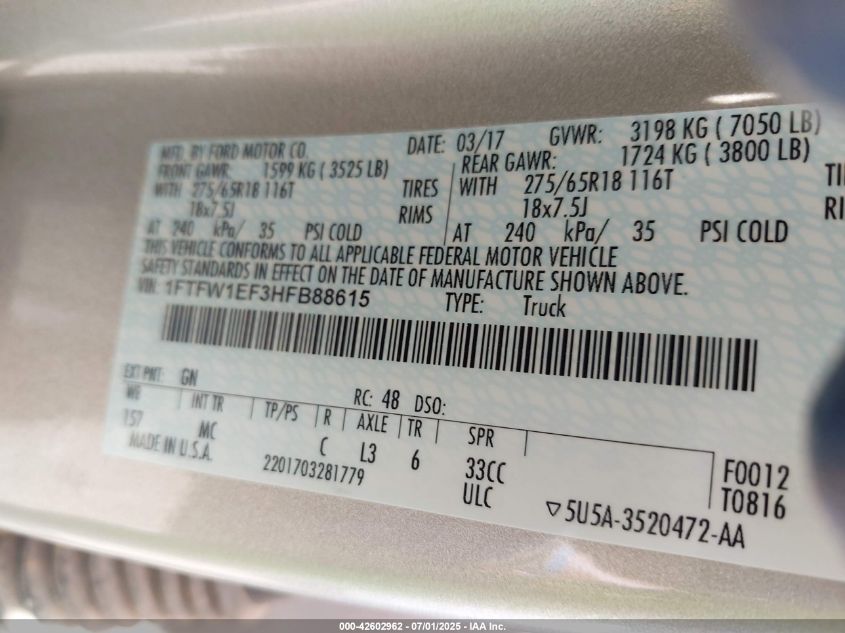 MFD. BY FORD MOTOR CO. DATE: 03/17 GVWR: 3198 KG ( 7050 LB)
FRONT GAWR: 1599 KG ( 3525 LB) REAR GAWR: 1724 KG ( 3800 LB)
WITH 275/65R18 116T TIRES WITH 275/65R18 116T TI
18x7.5J RIMS 18x7.5J RI
AT 240 kPa/ 35 PSI COLD AT 240 kPa/ 35 PSI COLD
THIS VEHICLE CONFORMS TO ALL APPLICABLE FEDERAL MOTOR VEHICLE
SAFETY STANDARDS IN EFFECT ON THE DATE OF MANUFACTURE SHOWN ABOVE.
VIN: 1FTFW1EF3HFB88615 TYPE: Truck
EXT PNT: GN RC: 48 DSO:
WB INT TR TP/PS R AXLE TR SPR
157 MC C L3 6 33CC F0012
MADE IN U.S.A. 2201703281779 ULC T0816
▽5U5A-3520472-AA
000-42602962 - 07/01/2025 - IAA Inc.